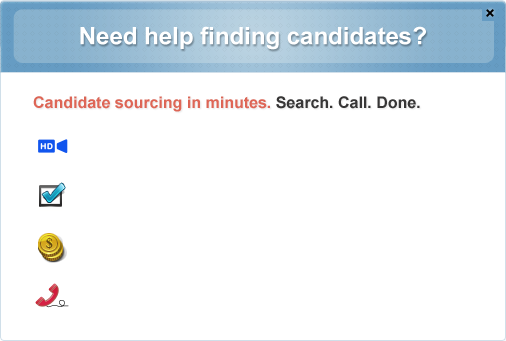 Need help finding candidates?
Candidate sourcing in minutes. Search. Call. Done.
HD
$